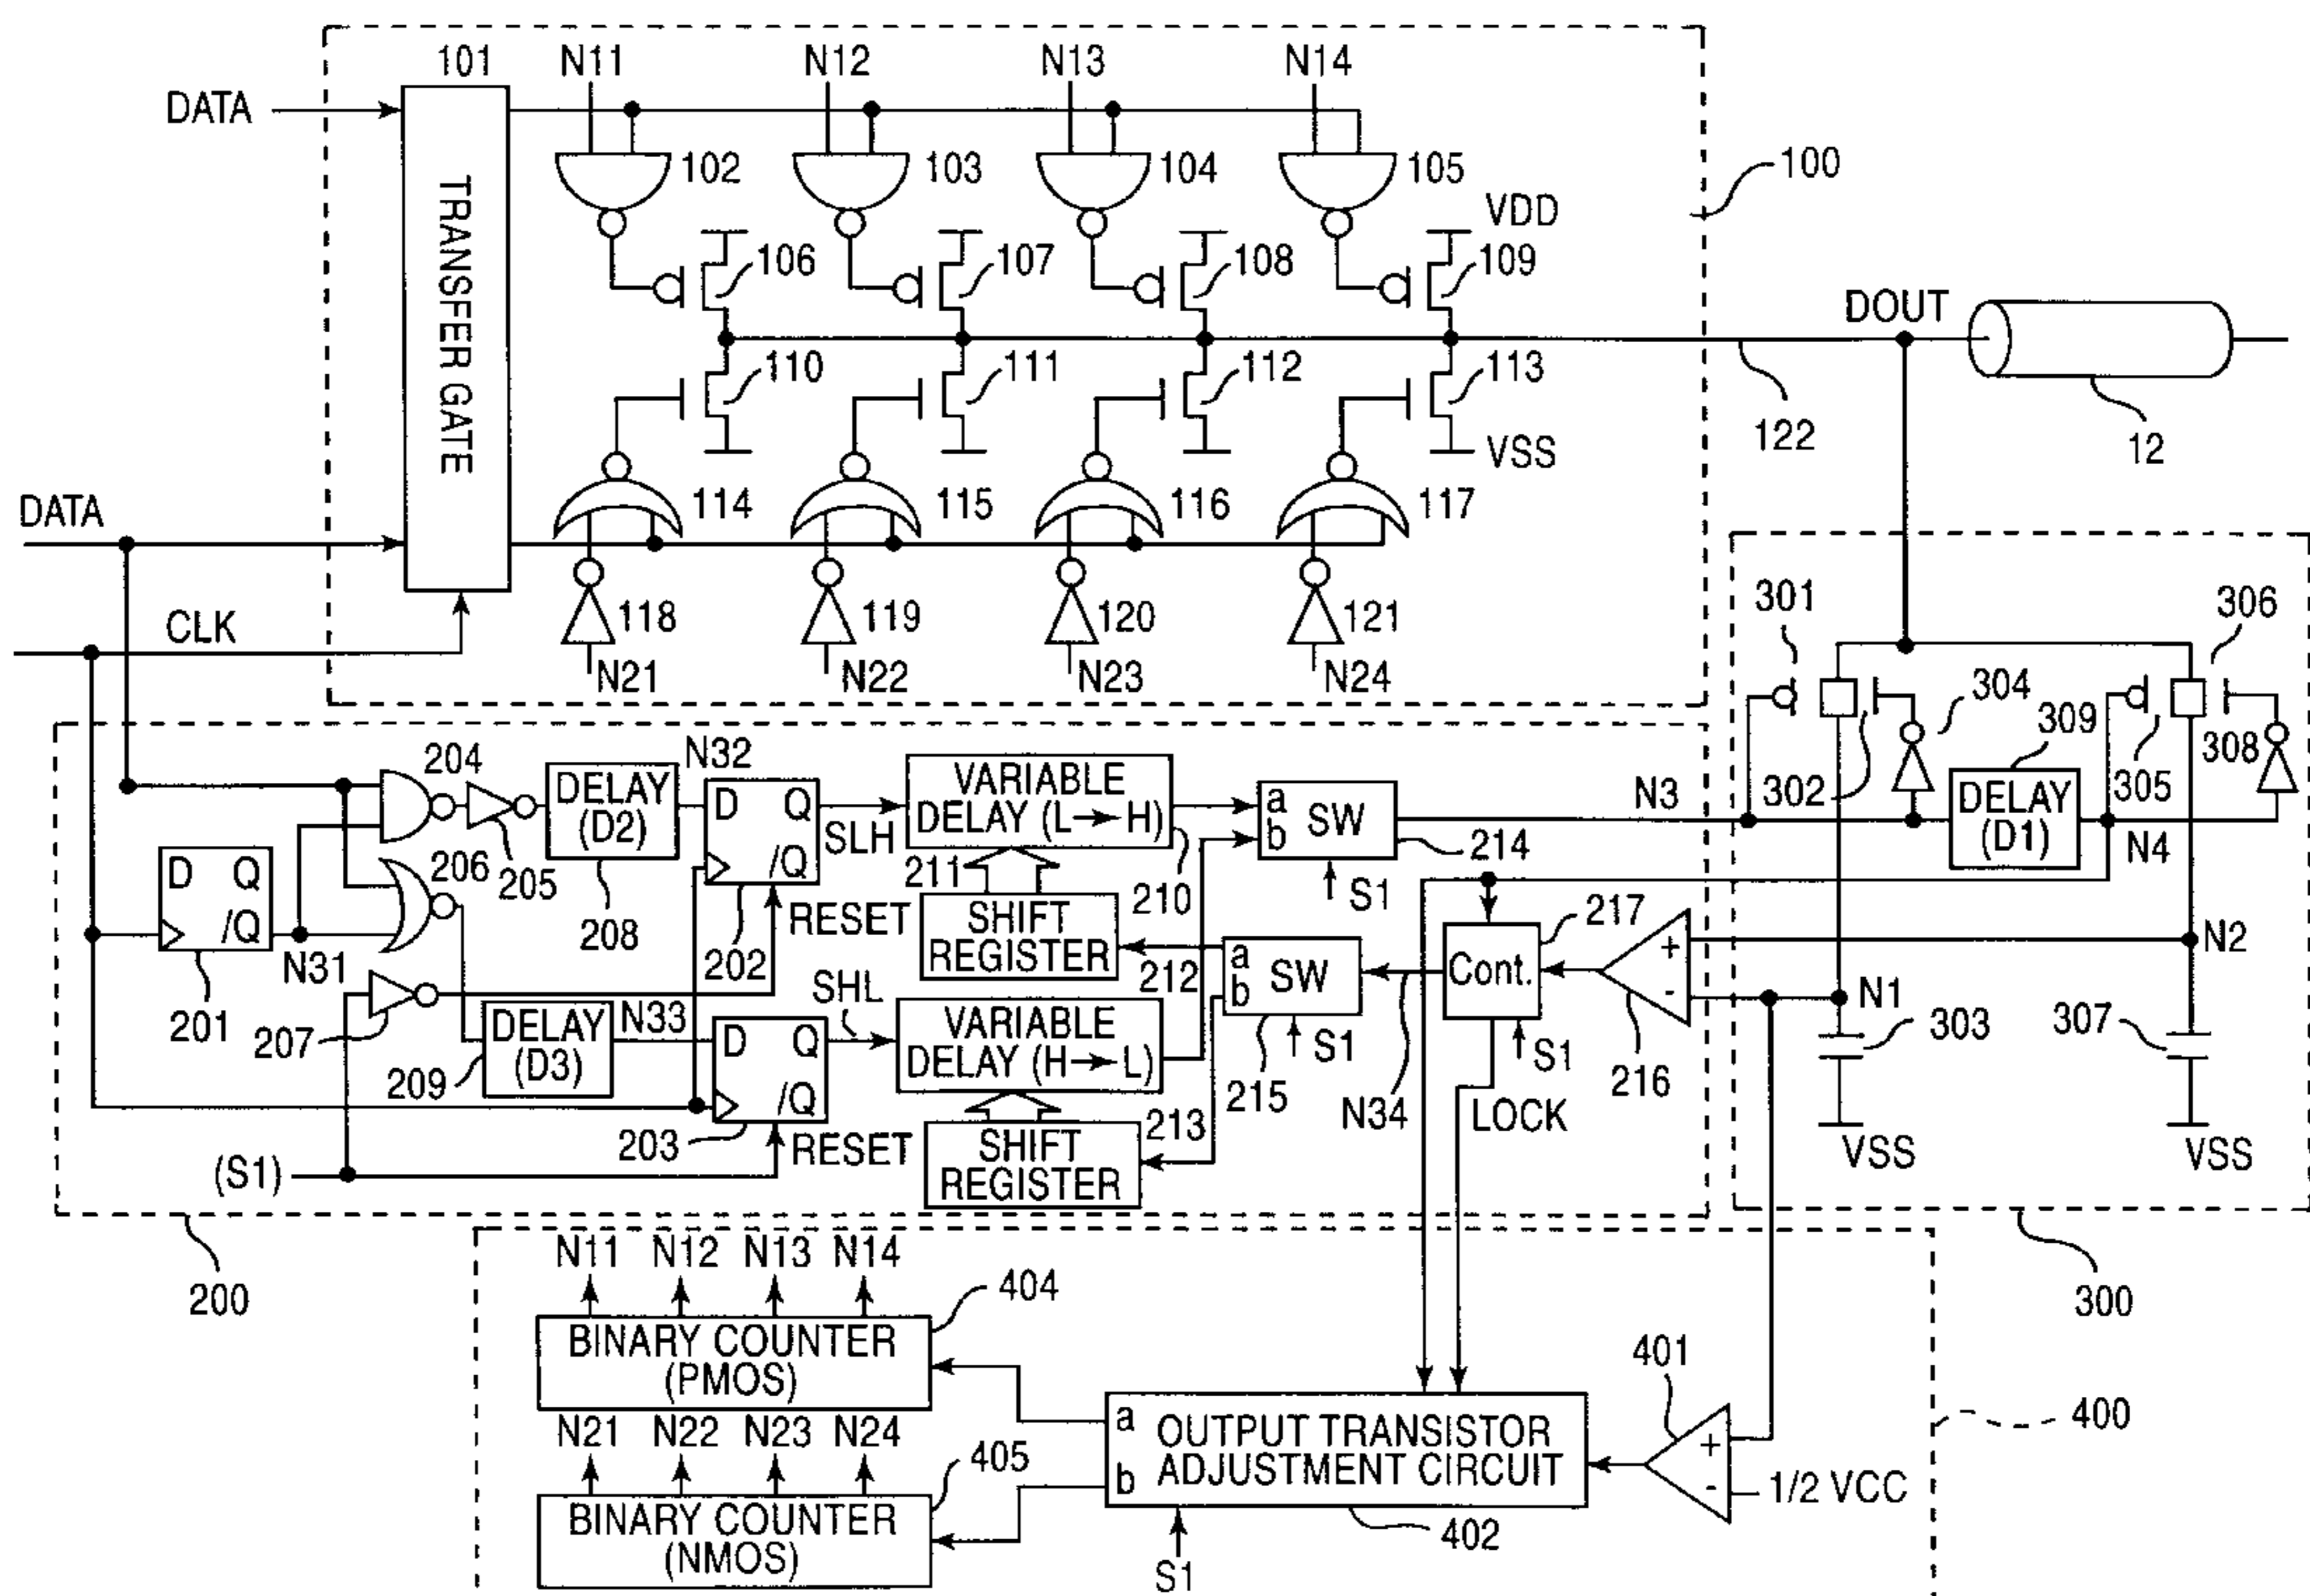 101
N11
N12
N13
N14
DATA
102
103
104
105
100
TRANSFER GATE
VDD
106
107
108
109
DOUT
110
111
112
113
122
12
VSS
DATA
114
115
116
117
CLK
118
119
120
121
N21
N22
N23
N24
301
306
304
309
302
305
308
DELAY
(D1)
N3
N4
204
DELAY
(D2)
N32
D Q
/Q
SLH
VARIABLE
DELAY (L→H)
a
b
SW
214
S1
206
205
208
202
RESET
211
210
SHIFT
REGISTER
217
D Q
/Q
201
N31
207
212
a
b
SW
Cont.
+
-
N2
N1
303
307
209
DELAY
(D3)
N33
D Q
/Q
SHL
VARIABLE
DELAY (H→L)
215
S1
S1
216
N34
LOCK
203
RESET
213
SHIFT
REGISTER
(S1)
VSS
VSS
200
300
N11
N12
N13
N14
404
BINARY COUNTER
(PMOS)
N21
N22
N23
N24
405
BINARY COUNTER
(NMOS)
a
b
OUTPUT TRANSISTOR
ADJUSTMENT CIRCUIT
402
S1
401
+
-
1/2 VCC
400